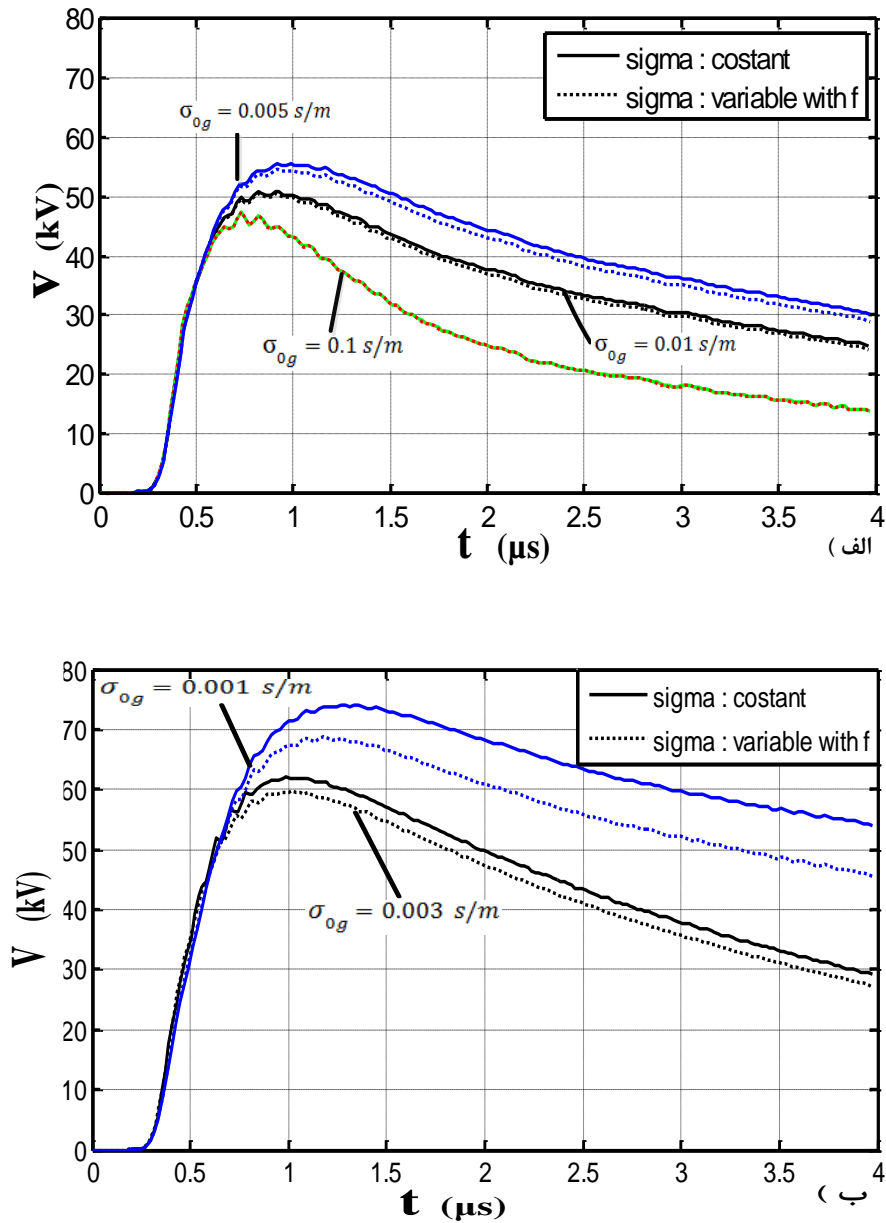 80
70
60
50
40
30
20
10
0
V (kV)
sigma : costant
sigma : variable with f
σ0g = 0.005 s/m
σ0g = 0.1 s/m
σ0g = 0.01 s/m
0 0.5 1 1.5 2 2.5 3 3.5 4
t (µs)
الف )
80
70
60
50
40
30
20
10
0
V (kV)
σ0g = 0.001 s/m
sigma : costant
sigma : variable with f
σ0g = 0.003 s/m
0 0.5 1 1.5 2 2.5 3 3.5 4
t (µs)
ب )